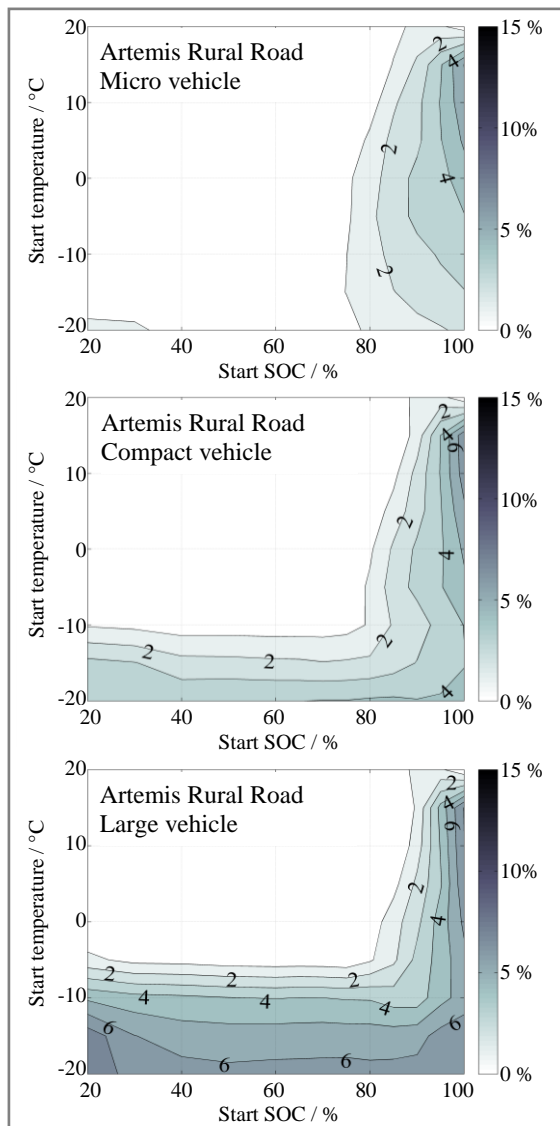 Artemis Rural Road
Micro vehicle
Start temperature / °C
20
10
0
-10
-20
20 40 60 80 100
Start SOC / %
2
4
2
4
2
15 %
10%
5 %
0 %
Artemis Rural Road
Compact vehicle
Start temperature / °C
20
10
0
-10
-20
20 40 60 80 100
Start SOC / %
2
4
6
2
4
2
2
2
4
15 %
10%
5 %
0 %
Artemis Rural Road
Large vehicle
Start temperature / °C
20
10
0
-10
-20
20 40 60 80 100
Start SOC / %
2
4
6
2
4
2 2 2
4 4 4
6 6
6 6
15 %
10%
5 %
0 %